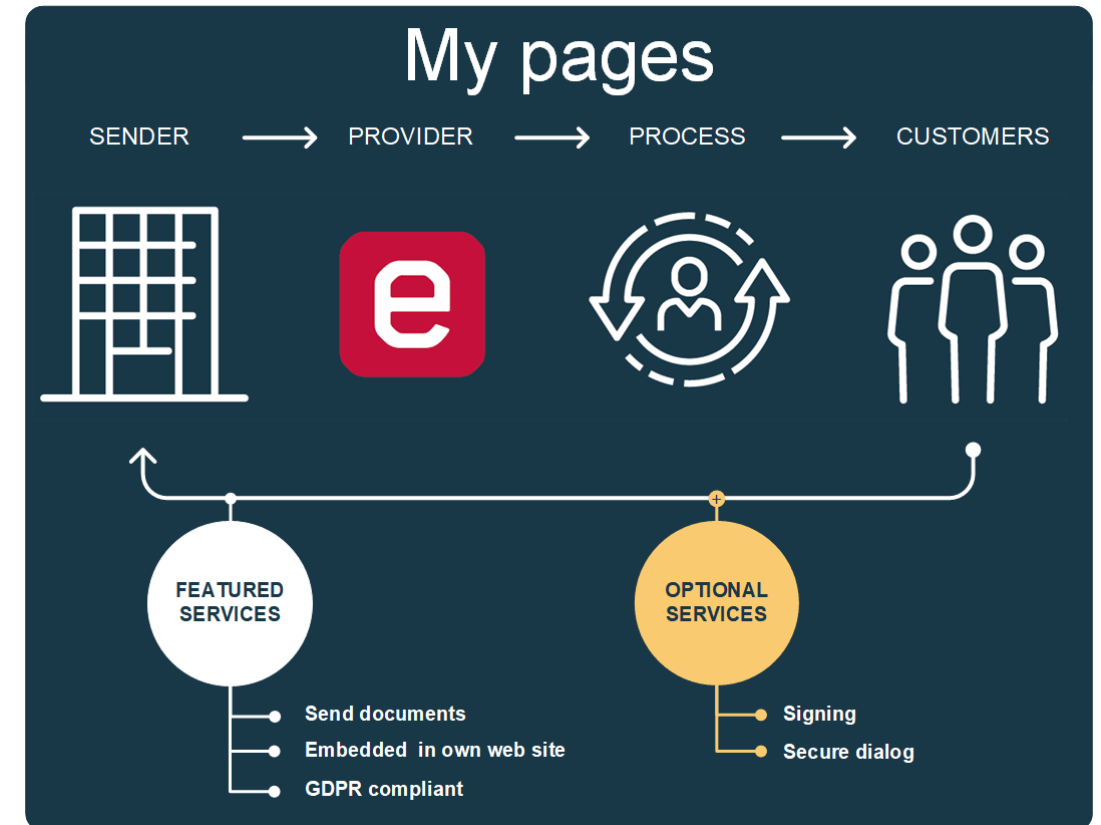 My pages
SENDER PROVIDER PROCESS CUSTOMERS
e
FEATURED
SERVICES
Send documents
Embedded in own web site
GDPR compliant
OPTIONAL
SERVICES
Signing
Secure dialog